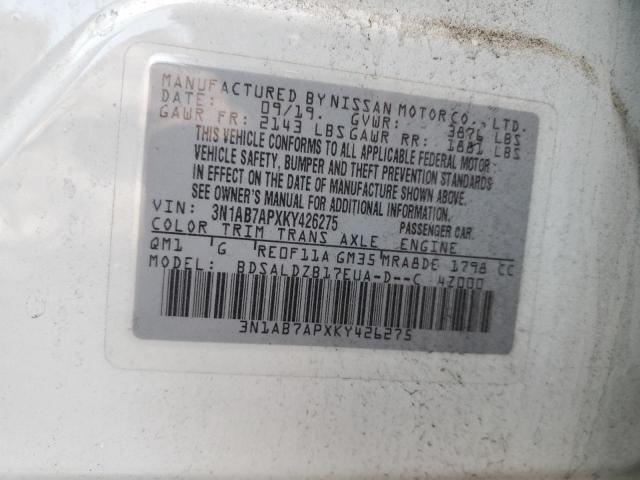 MANUFACTURED BY NISSAN MOTOR CO., LTD.
DATE: 09/19. GVWR: 3876 LBS
GAWR FR: 2143 LBS GAWR RR: 1881 LBS
THIS VEHICLE CONFORMS TO ALL APPLICABLE FEDERAL MOTOR
VEHICLE SAFETY, BUMPER AND THEFT PREVENTION STANDARDS
IN EFFECT ON THE DATE OF MANUFACTURE SHOWN ABOVE.
SEE OWNER'S MANUAL FOR ADDITIONAL INFORMATION.
VIN: 3N1AB7APXKY426275 PASSENGER CAR
COLOR TRIM TRANS AXLE ENGINE
QM1 G RE0F11A GM35 MRA8DE 1798 CC
MODEL: BDSALDZB17EUA-D--C 4Z000
3N1AB7APXKY426275